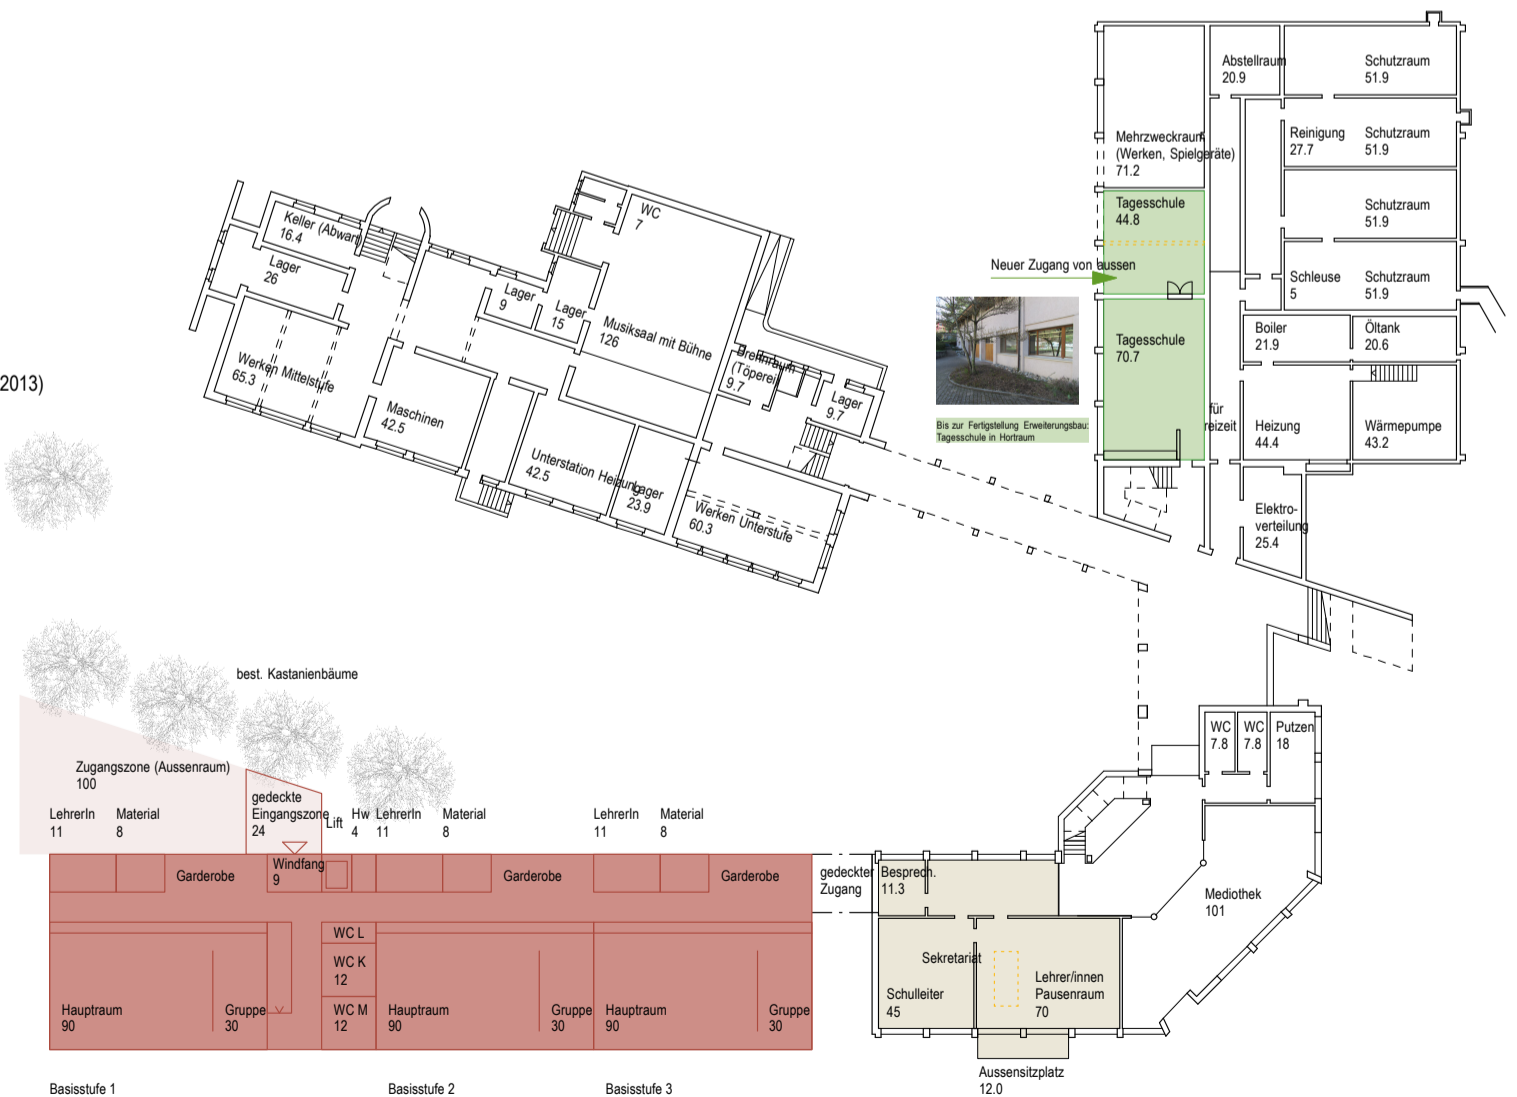 2013)
Keller (Abwart)
16.4
Lager
26
Werken Mittelstufe
65.3
Maschinen
42.5
Lager
9
Lager
15
WC
7
Musiksaal mit Bühne
126
Unterstation Heizung
42.5
Lager
23.9
Brennraum
(Töperei)
9.7
Lager
9.7
Werken Unterstufe
60.3
Abstellraum
20.9
Schutzraum
51.9
Mehrzweckraum
(Werken, Spielgeräte)
71.2
Reinigung
27.7
Schutzraum
51.9
Tagesschule
44.8
Schutzraum
51.9
Neuer Zugang von aussen
Schleuse
5
Schutzraum
51.9
Tagesschule
70.7
Boiler
21.9
Öltank
20.6
Bis zur Fertigstellung Erweiterungsbau:
Tagesschule in Hortraum
für
reizeit
Heizung
44.4
Wärmepumpe
43.2
Elektro-
verteilung
25.4
best. Kastanienbäume
Zugangszone (Aussenraum)
100
LehrerIn
11
Material
8
gedeckte
Eingangszone
24
Lift
Hw
4
LehrerIn
11
Material
8
LehrerIn
11
Material
8
Garderobe
Windfang
9
Garderobe
Garderobe
gedeckter
Zugang
WC L
WC K
12
WC M
12
Hauptraum
90
Gruppe
30
Hauptraum
90
Gruppe
30
Hauptraum
90
Gruppe
30
Basisstufe 1
Basisstufe 2
Basisstufe 3
WC
7.8
WC
7.8
Putzen
18
Besprech.
11.3
Mediothek
101
Sekretariat
Schulleiter
45
Lehrer/innen
Pausenraum
70
Aussensitzplatz
12.0